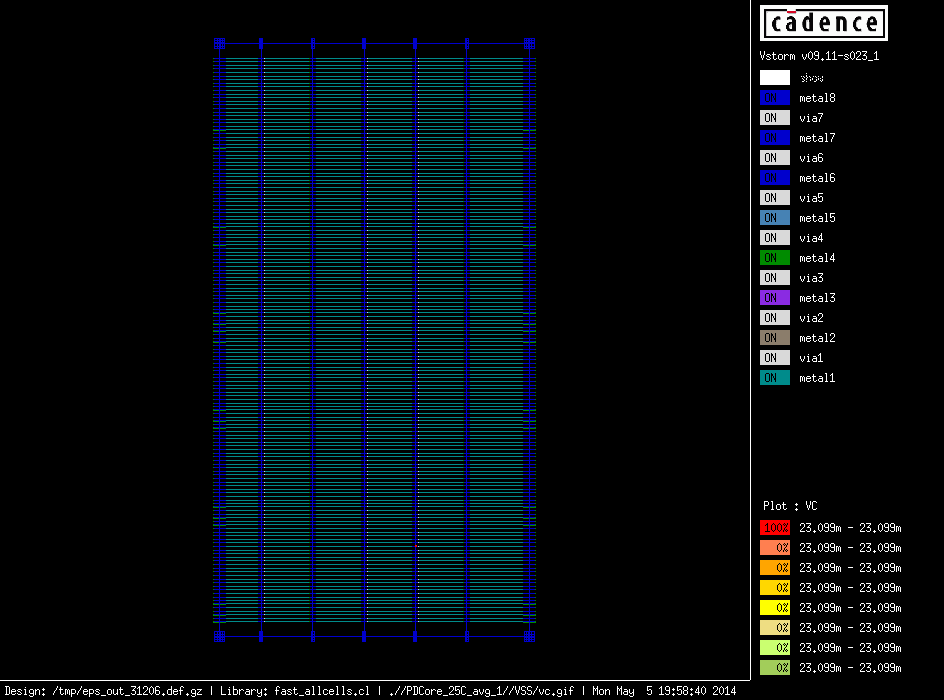 cādence
Vstorm v09.11-s023_1
show
metal8
ON via7
metal7
ON via6
metal6
ON via5
ON metal5
ON via4
ON metal4
ON via3
ON metal3
ON via2
ON metal2
ON via1
ON metal1
Plot : VC
100% 23.099m - 23.099m
0% 23.099m - 23.099m
0% 23.099m - 23.099m
0% 23.099m - 23.099m
0% 23.099m - 23.099m
0% 23.099m - 23.099m
0% 23.099m - 23.099m
0% 23.099m - 23.099m
Design: /tmp/eps_out_31206.def.gz | Library: fast_allcells.cl | .//PDCore_25C_avg_1//VSS/vc.gif | Mon May 5 19:58:40 2014